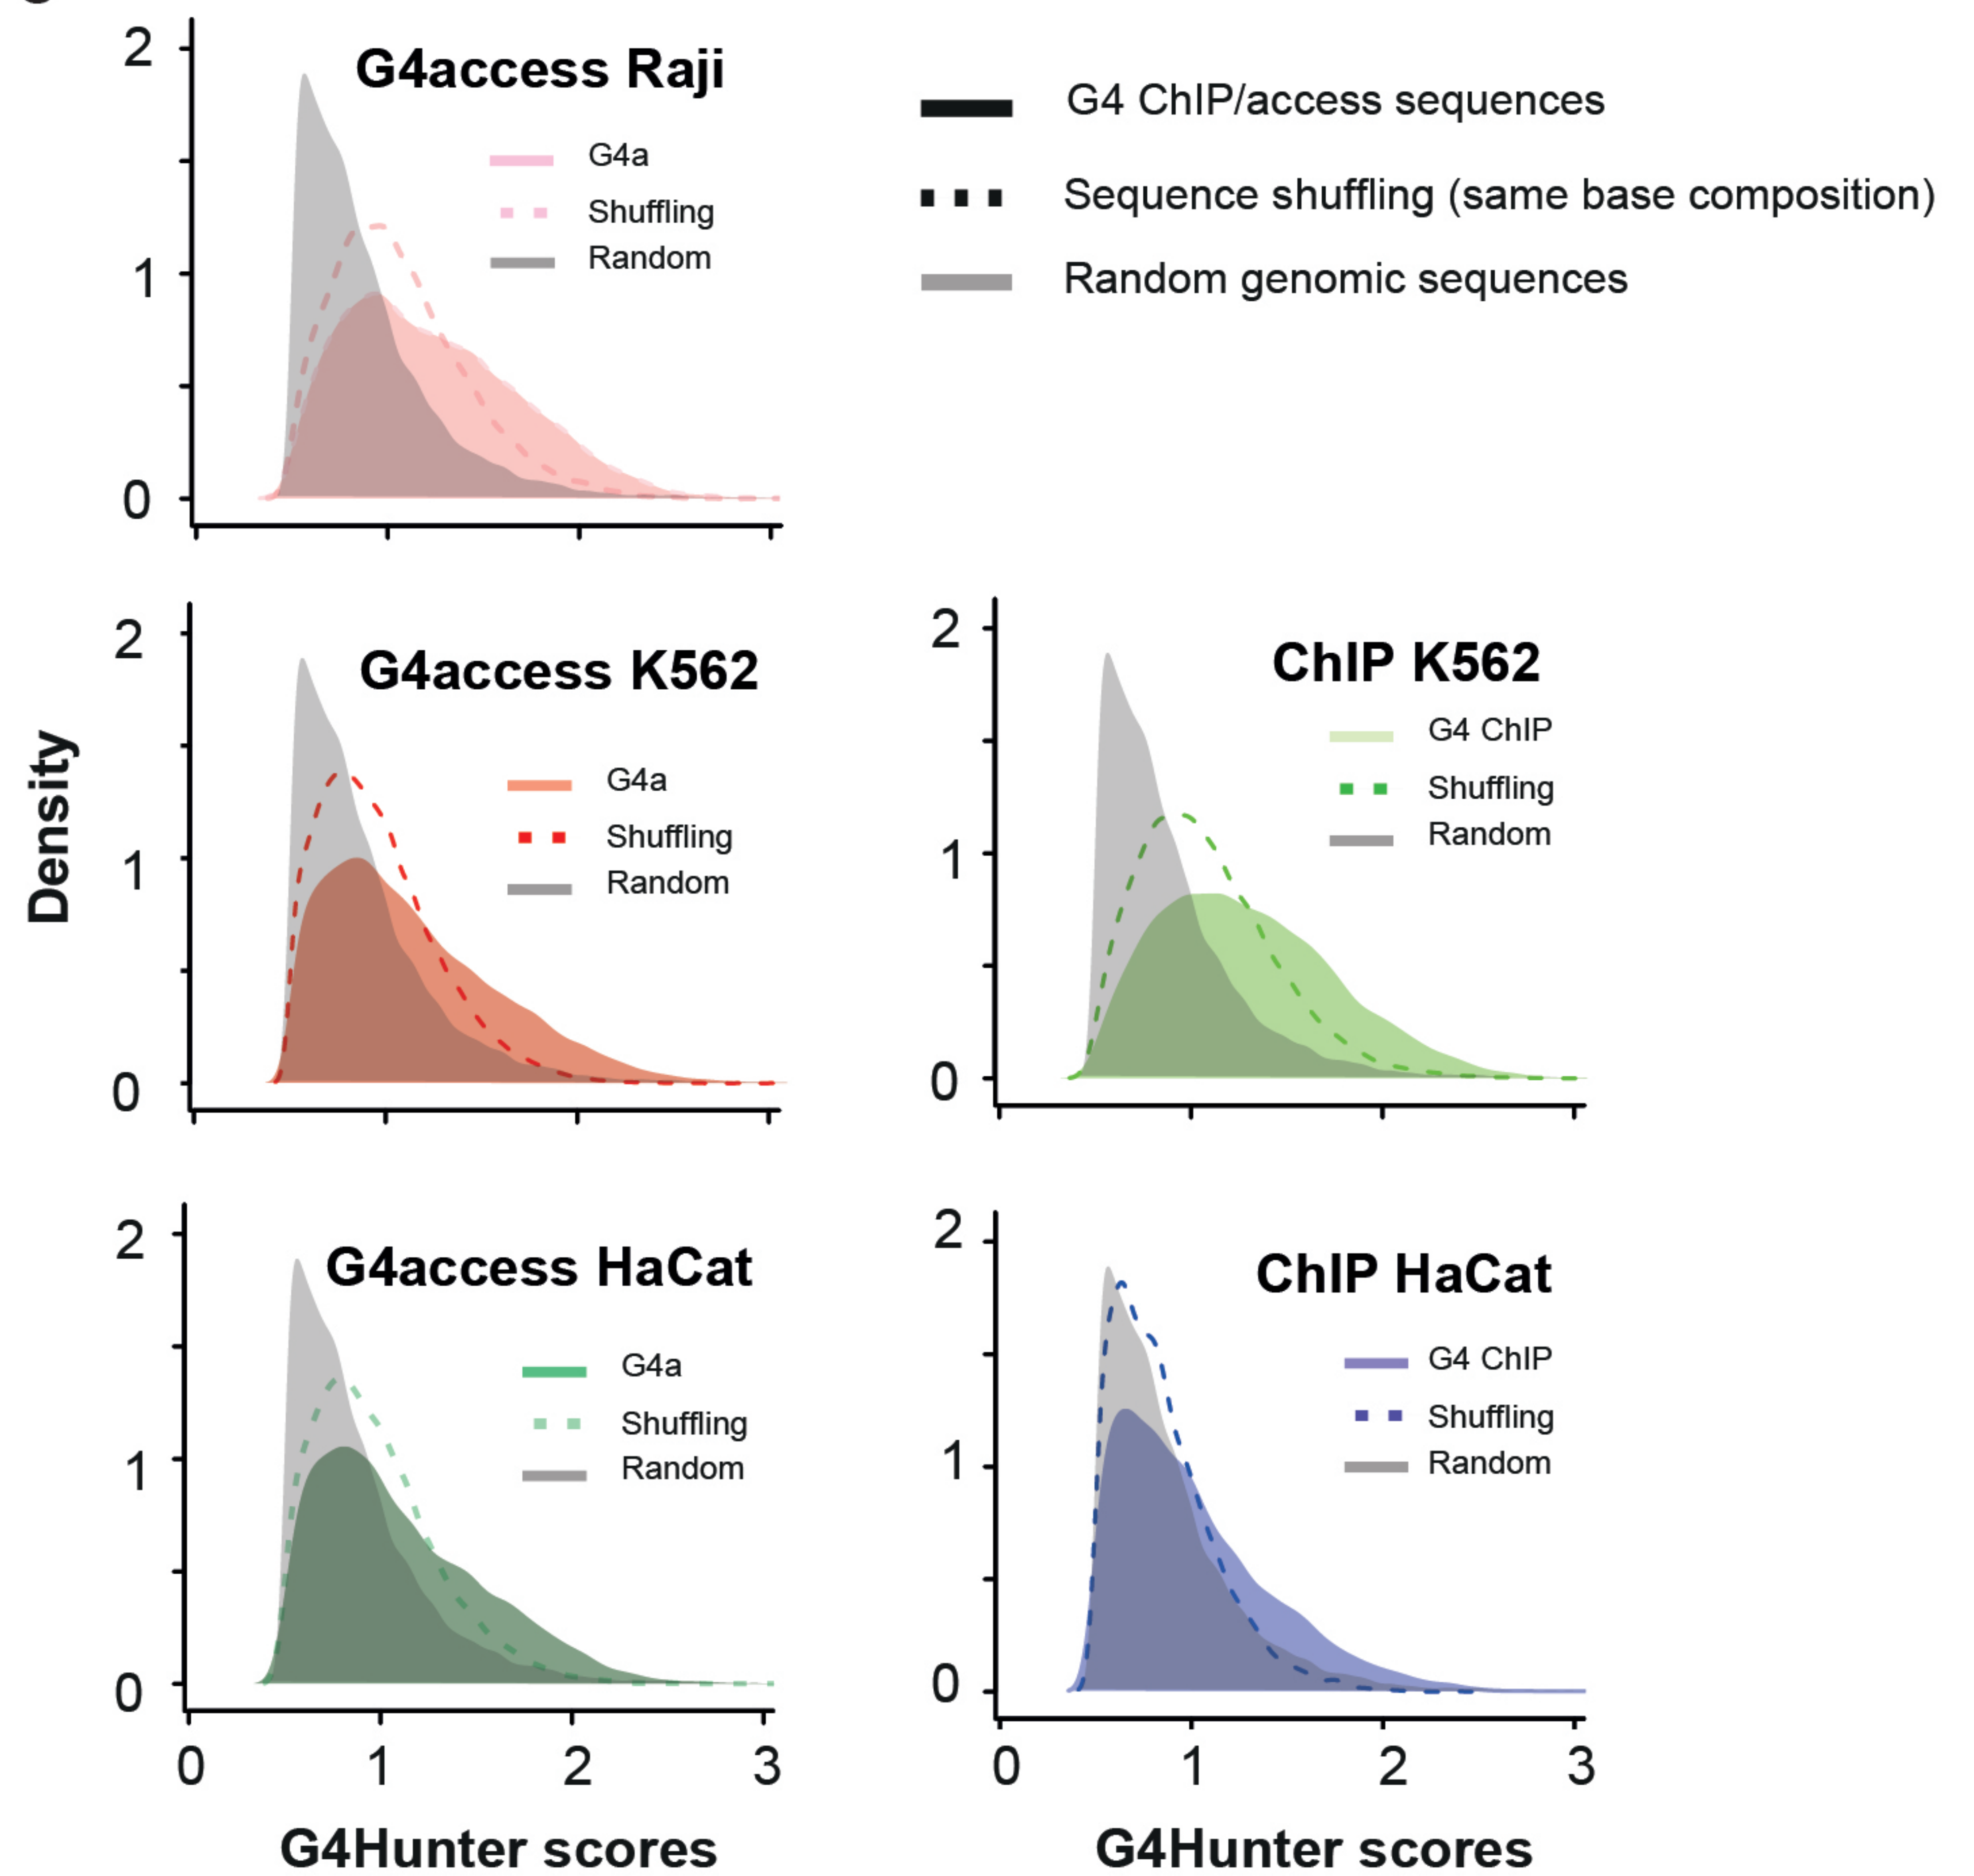 2
G4access Raji
G4a
Shuffling
Random
1
0
G4 ChIP/access sequences
Sequence shuffling (same base composition)
Random genomic sequences
Density
2
G4access K562
G4a
Shuffling
Random
1
0
2
ChIP K562
G4 ChIP
Shuffling
Random
1
0
2
G4access HaCat
G4a
Shuffling
Random
1
0
0 1 2 3
G4Hunter scores
2
ChIP HaCat
G4 ChIP
Shuffling
Random
1
0
0 1 2 3
G4Hunter scores